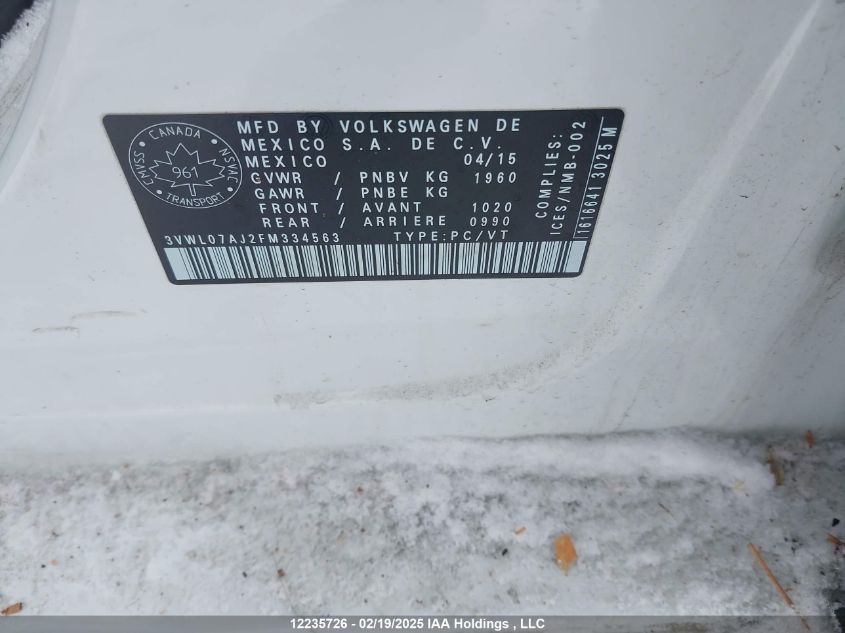 MFD BY VOLKSWAGEN DE
MEXICO S.A. DE C.V.
MEXICO 04/15
GVWR / PNBV KG 1960
GAWR / PNBE KG
FRONT / AVANT 1020
REAR / ARRIERE 0990
3VWL07AJ2FM334563 TYPE:PC/VT
CANADA
CMVSS 961 NSVAC
TRANSPORT
COMPLIES:
ICES/NMB-002
1616641 3025 M
12235726 - 02/19/2025 IAA Holdings , LLC